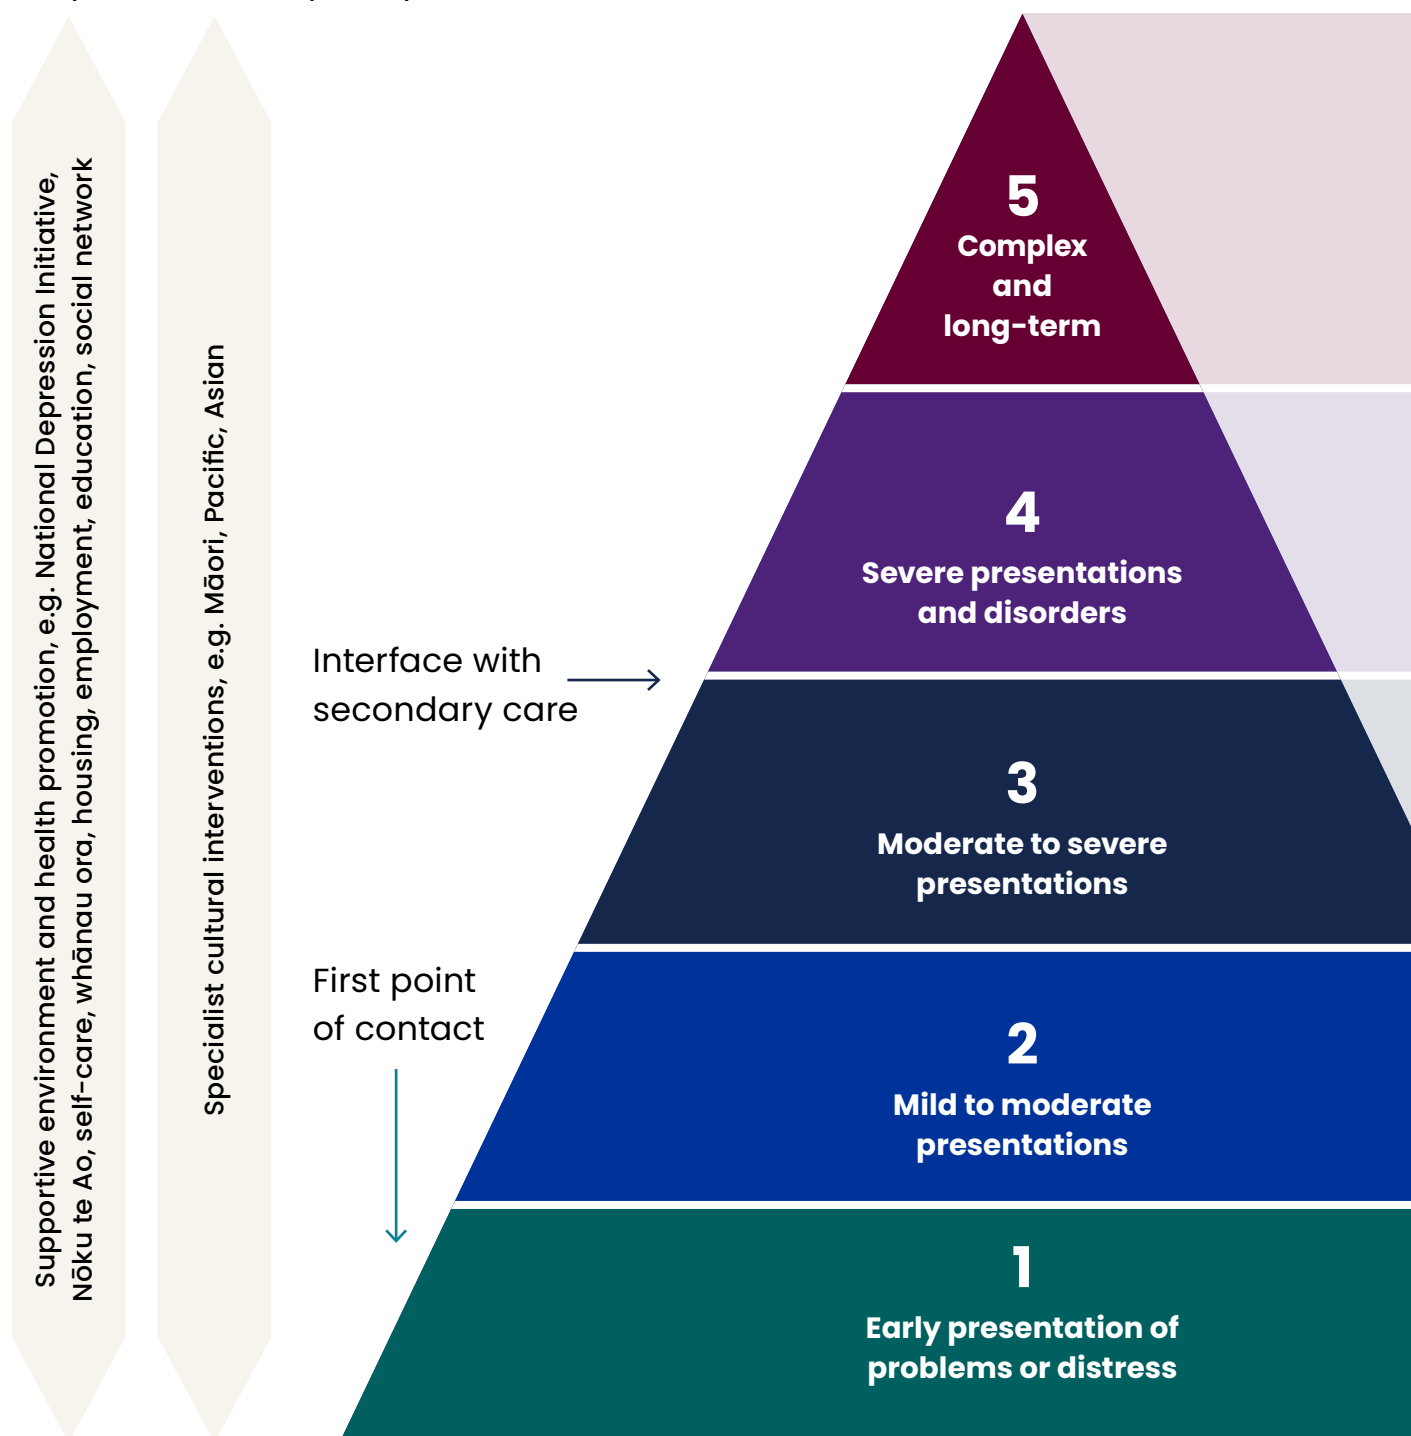 Supportive environment and health promotion, e.g. National Depression Initiative,
Nōku te Ao, self-care, whānau ora, housing, employment, education, social network
Specialist cultural interventions, e.g. Māori, Pacific, Asian
5
Complex
and
long-term
4
Severe presentations
and disorders
Interface with
secondary care
3
Moderate to severe
presentations
First point
of contact
2
Mild to moderate
presentations
1
Early presentation of
problems or distress